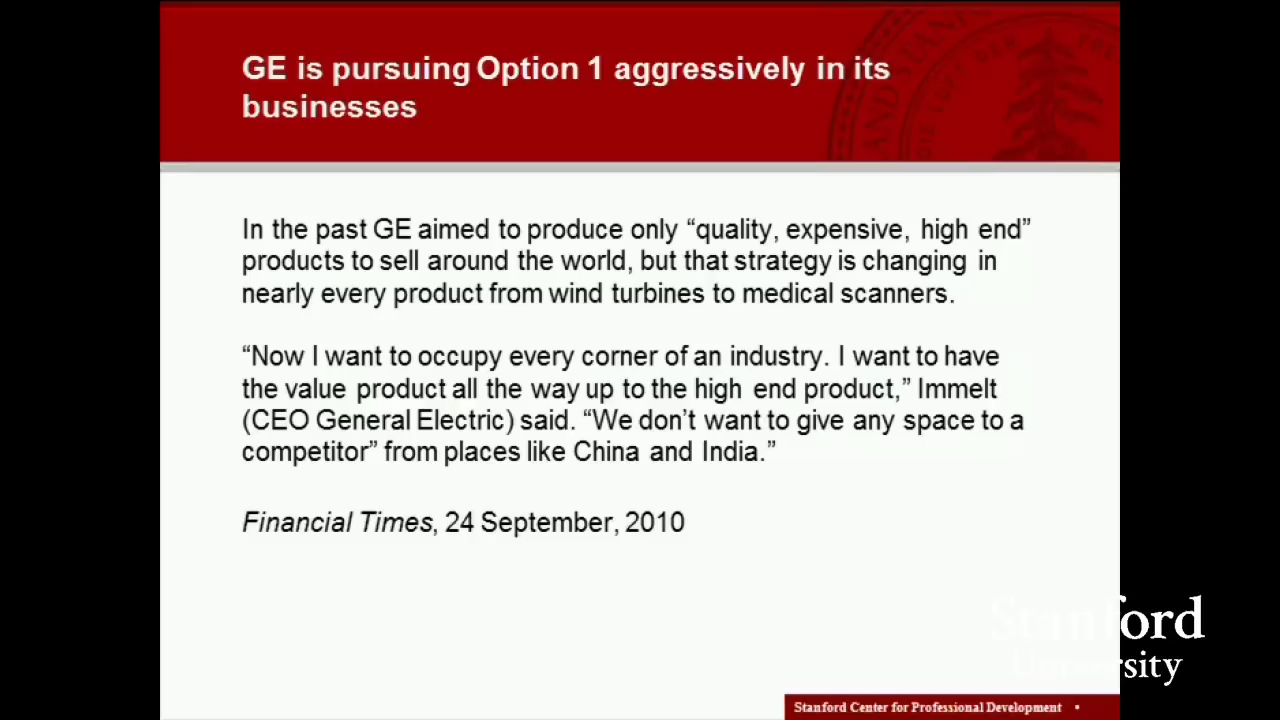 GE is pursuing Option 1 aggressively in its
businesses
In the past GE aimed to produce only “quality, expensive, high end”
products to sell around the world, but that strategy is changing in
nearly every product from wind turbines to medical scanners.
“Now I want to occupy every corner of an industry. I want to have
the value product all the way up to the high end product,” Immelt
(CEO General Electric) said. “We don’t want to give any space to a
competitor” from places like China and India.”
Financial Times, 24 September, 2010
Stanford
University
Stanford Center for Professional Development •